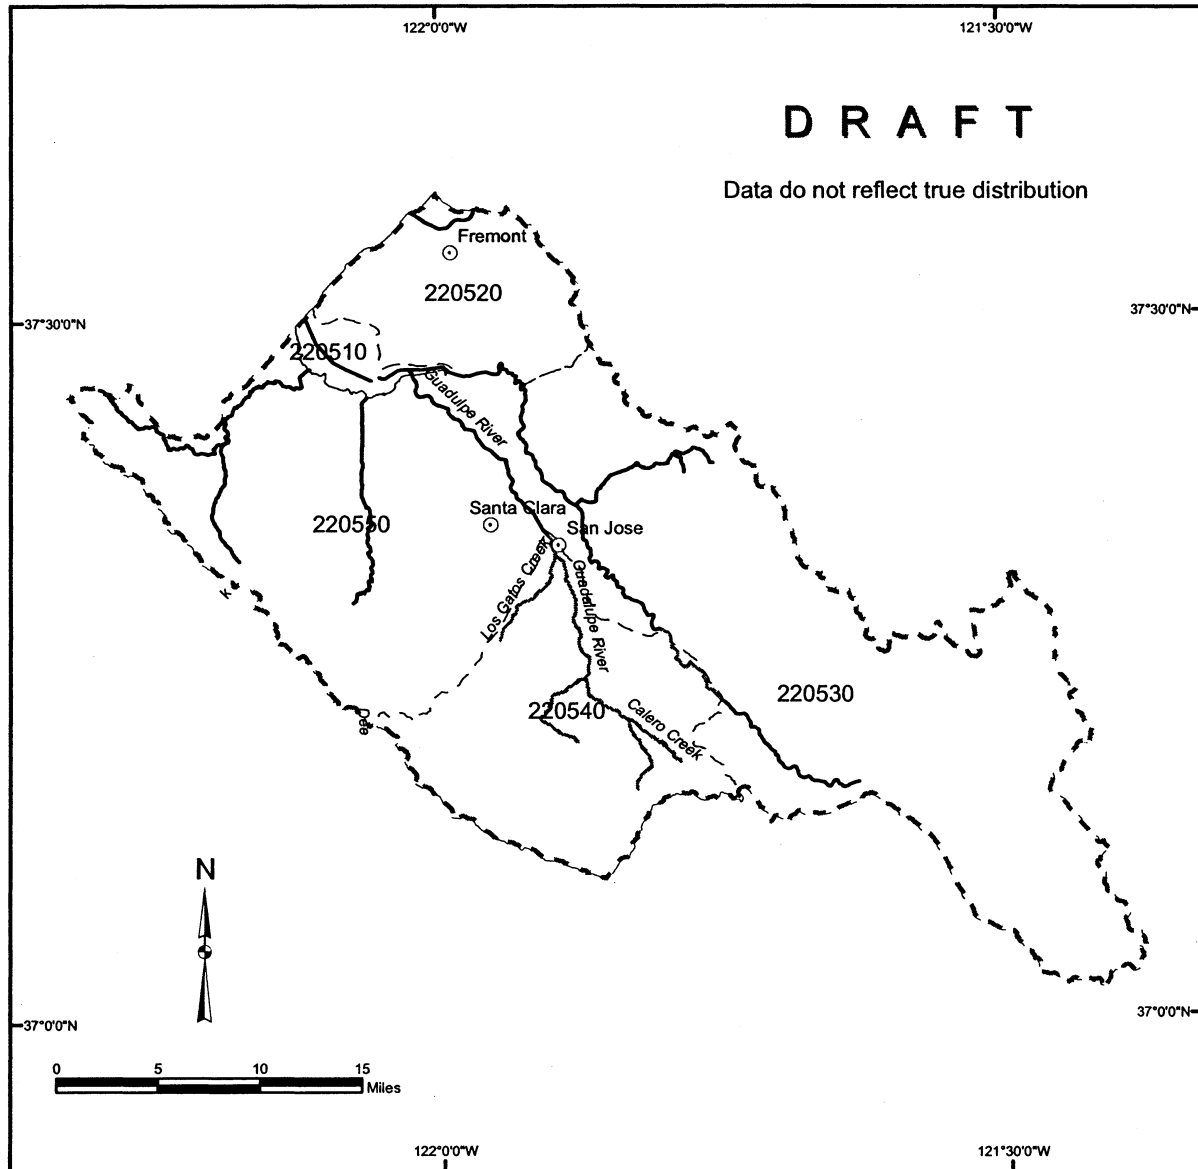 122°0'0"W
121°30'0"W
D R A F T
Data do not reflect true distribution
Fremont
220520
37°30'0"N
37°30'0"N
220510
Guadulpe River
Santa Clara
220550
San Jose
Los Gatos Creek
Guadalupe River
k
220530
Dee
220540
Calero Creek
N
37°0'0"N
37°0'0"N
0 5 10 15
Miles
122°0'0"W
121°30'0"W